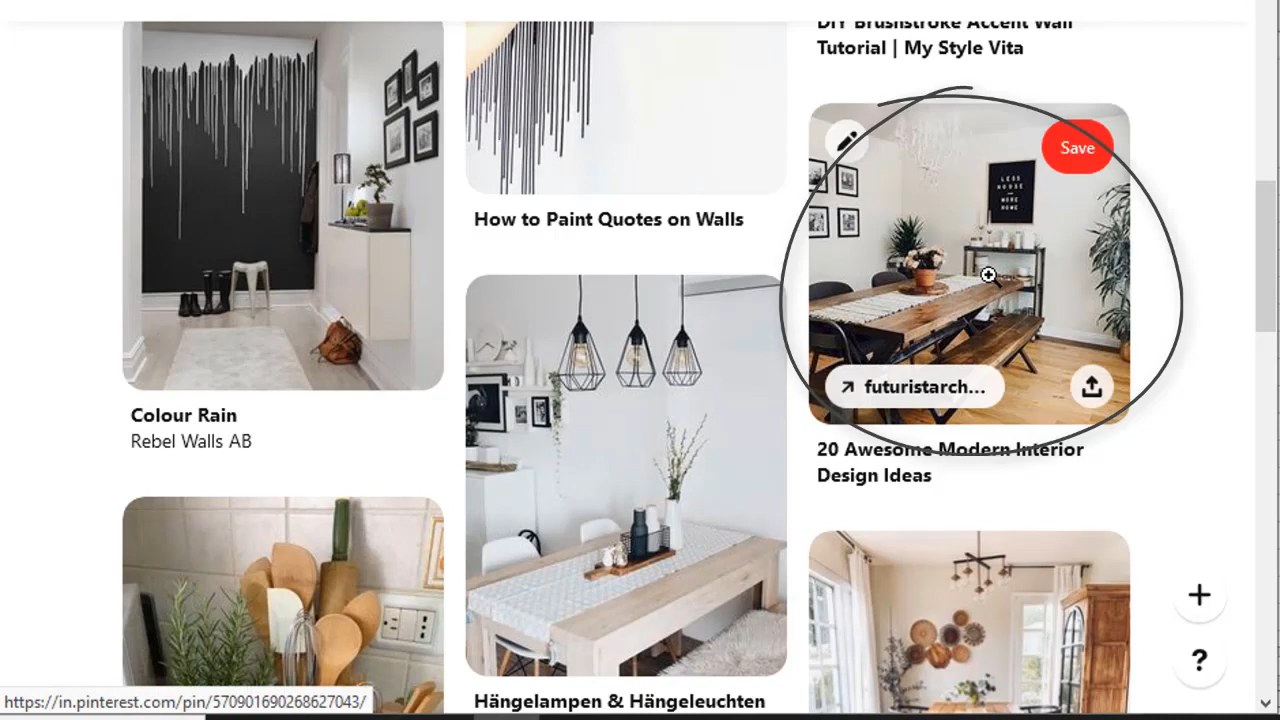 DIY Brushstroke Accent Wall
Tutorial | My Style Vita
Save
LESS
HOUSE
MORE
HOME
futuristarch...
20 Awesome Modern Interior
Design Ideas
How to Paint Quotes on Walls
Colour Rain
Rebel Walls AB
Hängelampen & Hängeleuchten
+
?
https://in.pinterest.com/pin/570901690268627043/